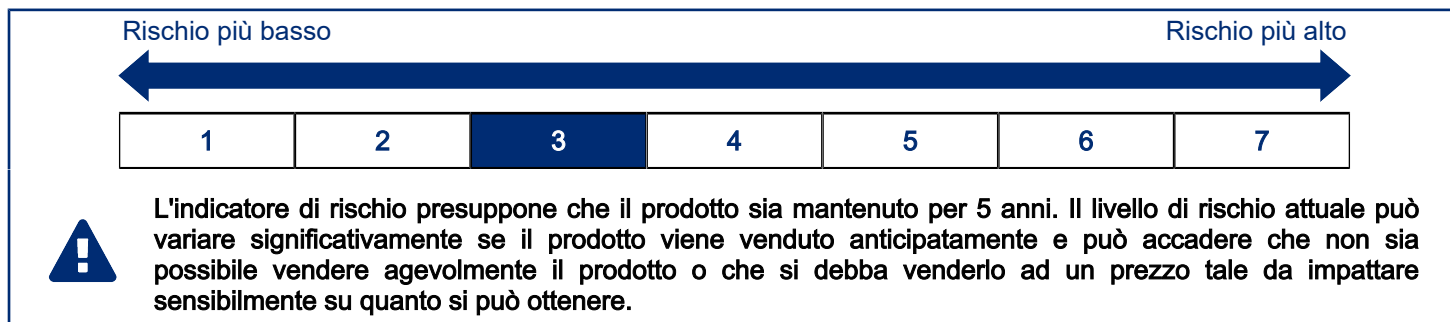 Rischio più basso Rischio più alto
1 2 3 4 5 6 7
L'indicatore di rischio presuppone che il prodotto sia mantenuto per 5 anni. Il livello di rischio attuale può
variare significativamente se il prodotto viene venduto anticipatamente e può accadere che non sia
possibile vendere agevolmente il prodotto o che si debba venderlo ad un prezzo tale da impattare
sensibilmente su quanto si può ottenere.